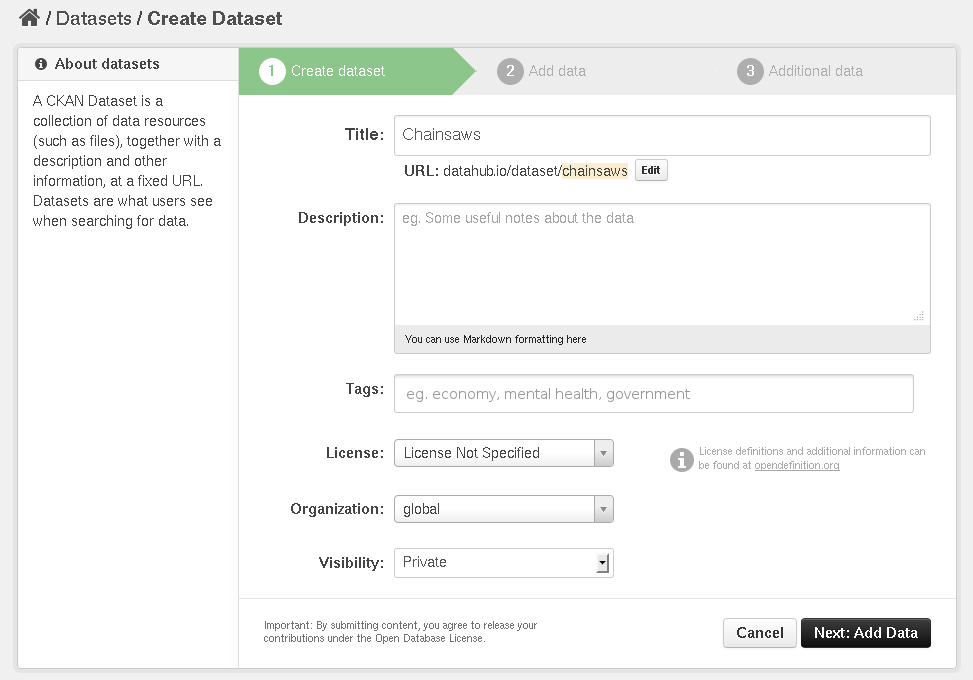 / Datasets / Create Dataset
About datasets
A CKAN Dataset is a
collection of data resources
(such as files), together with a
description and other
information, at a fixed URL.
Datasets are what users see
when searching for data.
1 Create dataset
2 Add data
3 Additional data
Title: Chainsaws
URL: datahub.io/dataset/chainsaws Edit
Description: eg. Some useful notes about the data
You can use Markdown formatting here
Tags: eg. economy, mental health, government
License: License Not Specified
License definitions and additional information can
be found at opendefinition.org
Organization: global
Visibility: Private
Important: By submitting content, you agree to release your
contributions under the Open Database License.
Cancel Next: Add Data